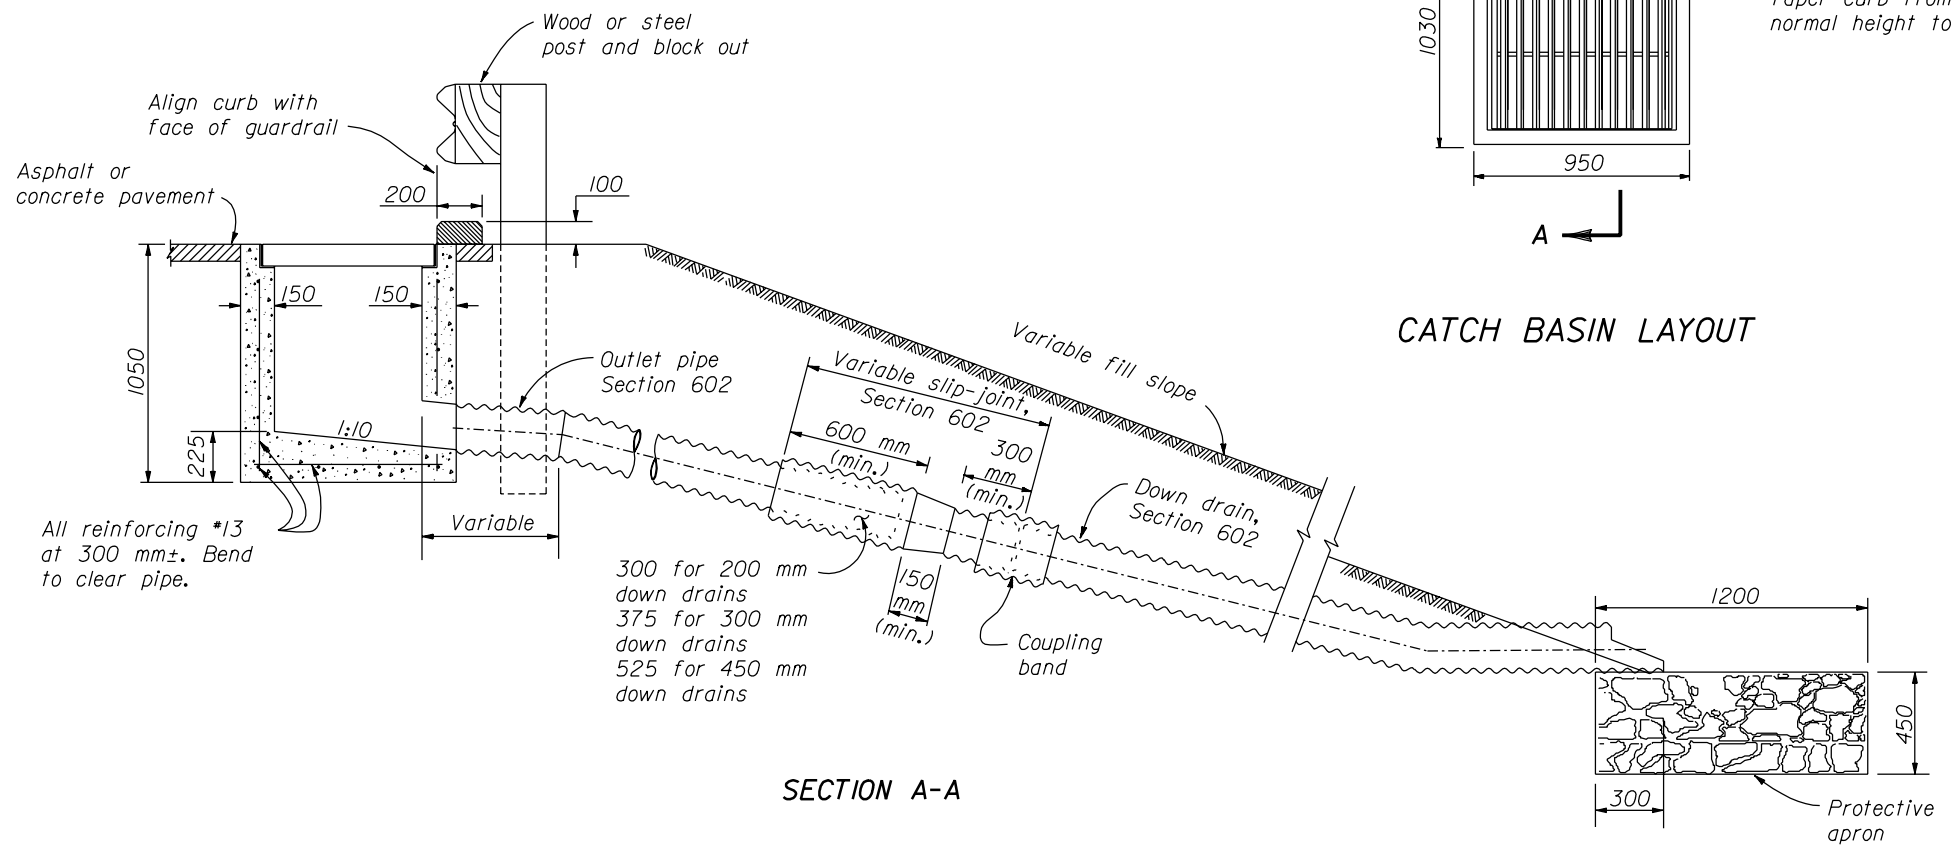 Wood or steel
post and block out
Align curb with
face of guardrail
Asphalt or
concrete pavement
200
100
150
150
1050
225
1:10
Outlet pipe
Section 602
Variable
All reinforcing #13
at 300 mm±. Bend
to clear pipe.
Variable fill slope
Variable slip-joint,
Section 602
600 mm
(min.)
300
mm
(min.)
Down drain,
Section 602
300 for 200 mm
down drains
375 for 300 mm
down drains
525 for 450 mm
down drains
150
mm
(min.)
Coupling
band
1200
450
300
Protective
apron
SECTION A-A
1030
950
A
CATCH BASIN LAYOUT
Taper curb from
normal height to